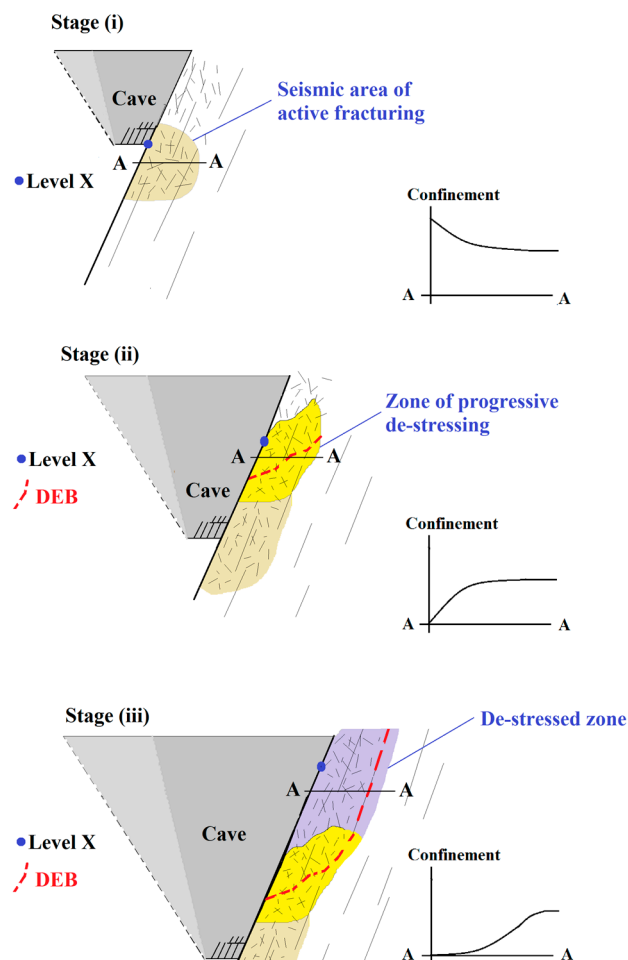 Stage (i)
Cave
Seismic area of
active fracturing
A A
Level X
Confinement
A A
Stage (ii)
Zone of progressive
de-stressing
A A
Level X
DEB
Cave
Confinement
A A
Stage (iii)
De-stressed zone
A A
Cave
Level X
DEB
Confinement
A A